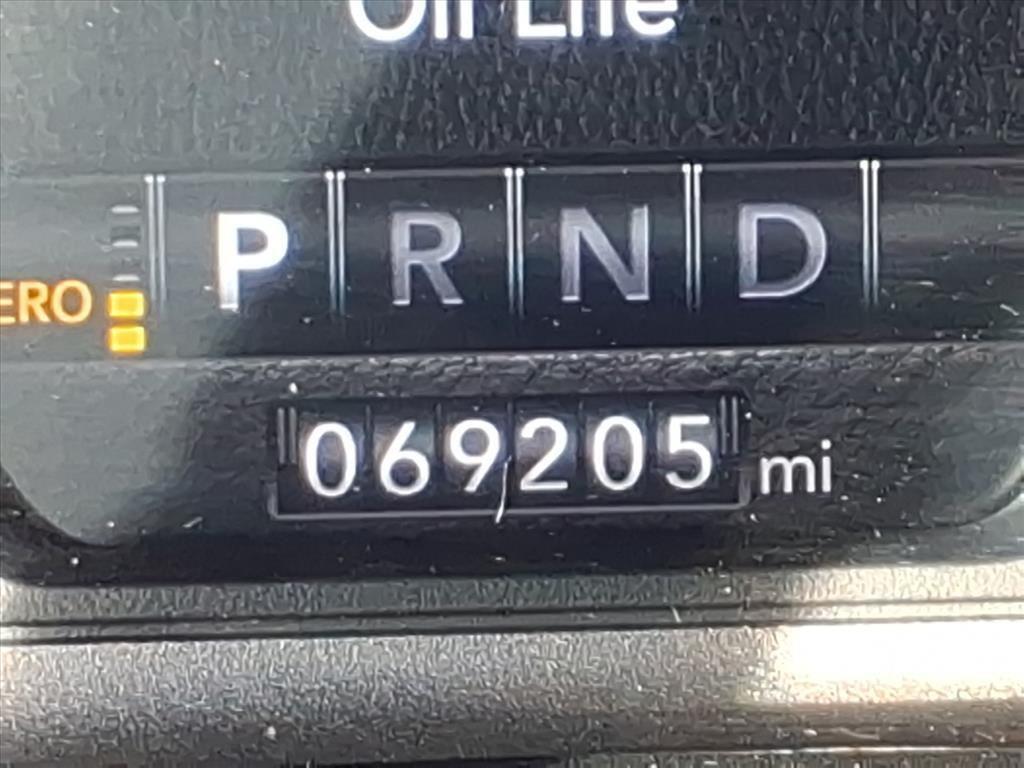 Oil Life
P R N D
ERO
069205 mi